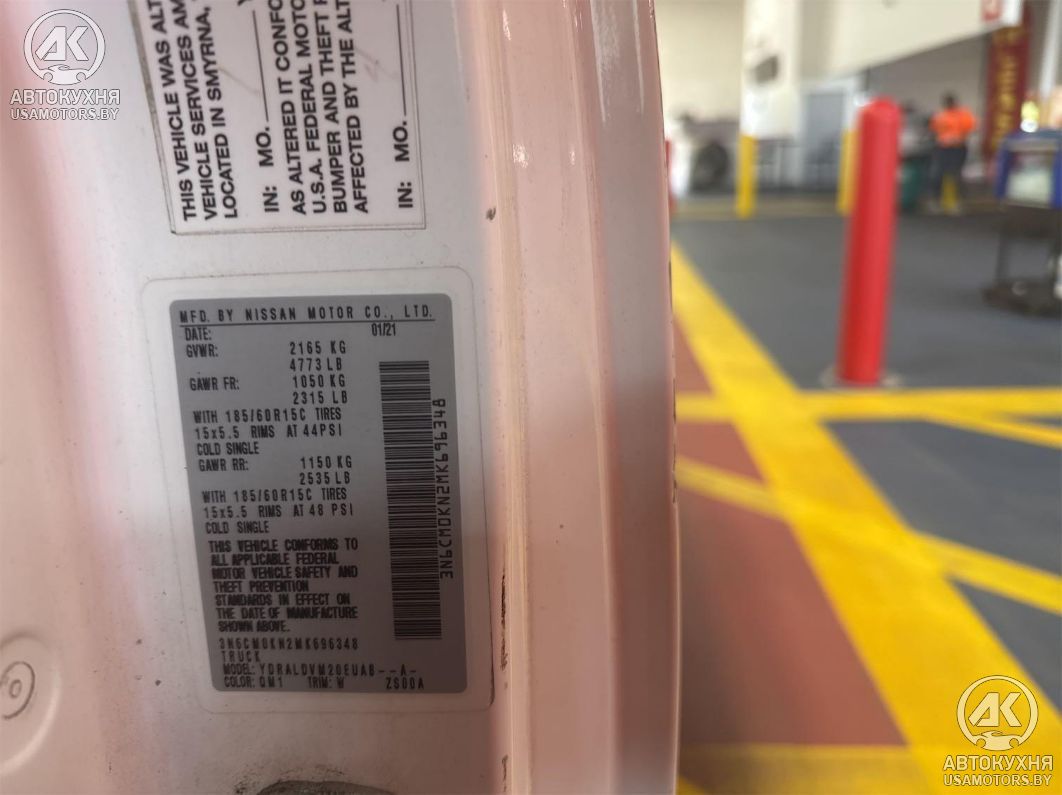 АВТОКУХНЯ
USAMOTORS.BY
THIS VEHICLE WAS ALT
VEHICLE SERVICES AM
LOCATED IN SMYRNA,
IN: MO.
AS ALTERED IT CONFO
U.S.A. FEDERAL MOTO
BUMPER AND THEFT P
AFFECTED BY THE ALT
IN: MO.
MFD. BY NISSAN MOTOR CO., LTD.
DATE: 01/21
GVWR: 2165 KG
4773 LB
GAWR FR: 1050 KG
2315 LB
WITH 185/60R15C TIRES
15x5.5 RIMS AT 44PSI
COLD SINGLE
GAWR RR: 1150 KG
2535 LB
WITH 185/60R15C TIRES
15x5.5 RIMS AT 48 PSI
COLD SINGLE
THIS VEHICLE CONFORMS TO
ALL APPLICABLE FEDERAL
MOTOR VEHICLE SAFETY AND
THEFT PREVENTION
STANDARDS IN EFFECT ON
THE DATE OF MANUFACTURE
SHOWN ABOVE.
3N6CM0KN2MK696348
TRUCK
MODEL: YDRALDVM20EUAB--A-
COLOR: QM1 TRIM: W ZS00A
3N6CM0KN2MK696348
АВТОКУХНЯ
USAMOTORS.BY